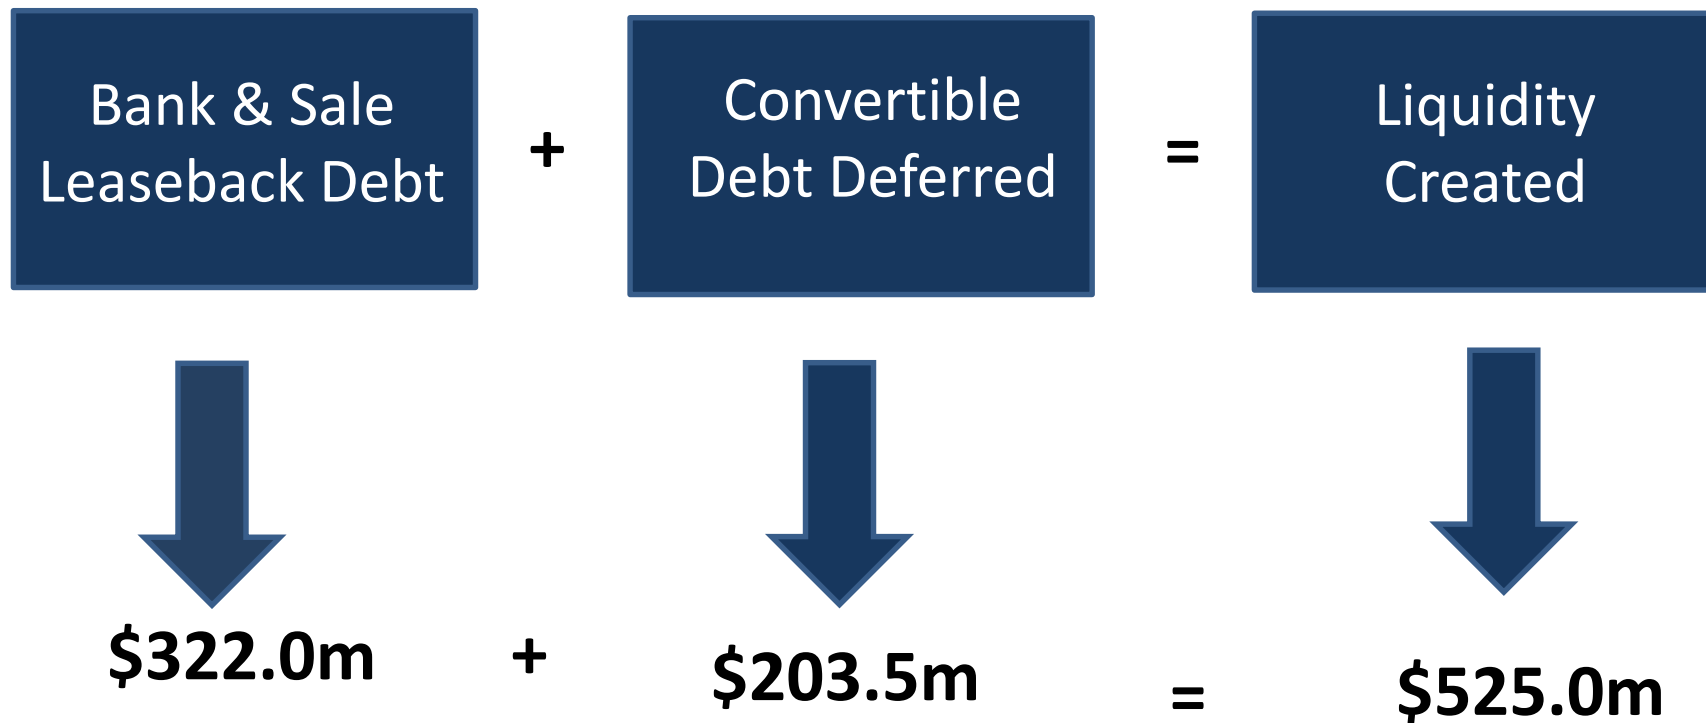 Bank & Sale
Leaseback Debt
+
Convertible
Debt Deferred
=
Liquidity
Created
$322.0m
+
$203.5m
=
$525.0m